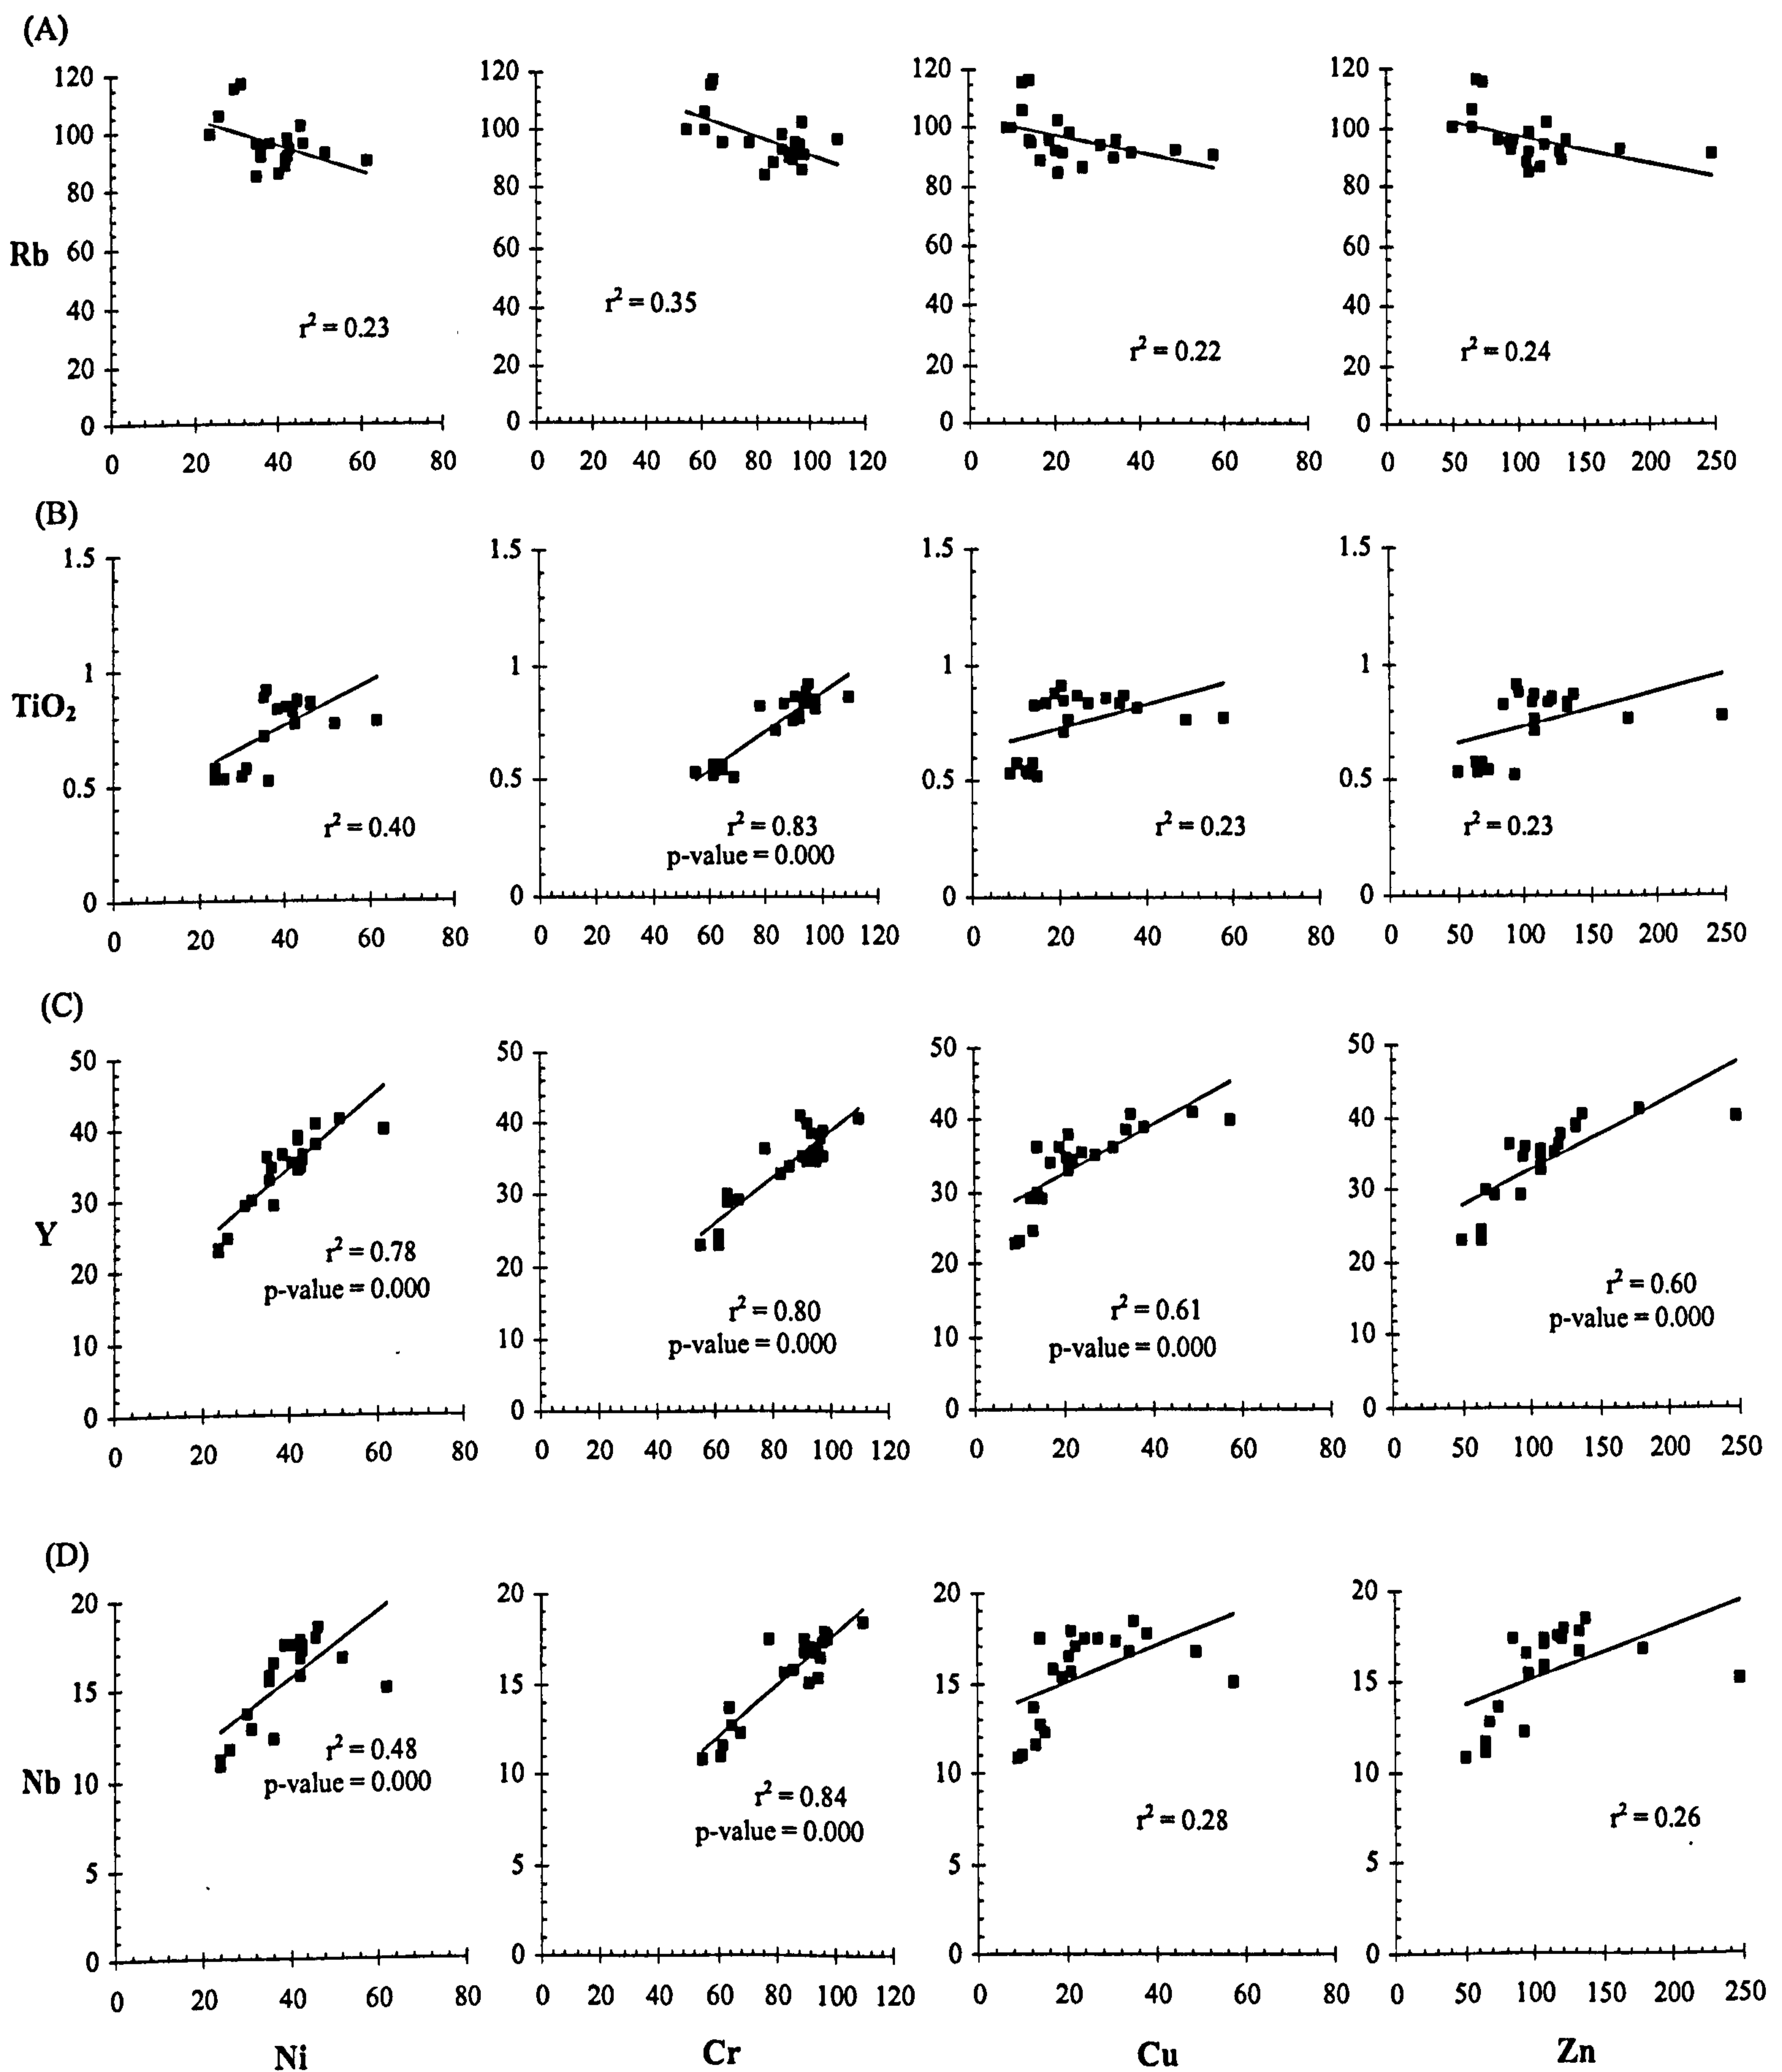 (A)
120 120 120 120
100 100 100 100
80 80 80 80
Rb 60 60 60 60
40 40 40 40
r² = 0.23 r² = 0.35 r² = 0.22 r² = 0.24
20 20 20 20
0 0 0 0
0 20 40 60 80 0 20 40 60 80 100 120 0 20 40 60 80 0 50 100 150 200 250
(B)
1.5 1.5 1.5 1.5
1 1 1 1
TiO₂
0.5 0.5 0.5 0.5
r² = 0.40 r² = 0.83 r² = 0.23 r² = 0.23
p-value = 0.000
0 0 0 0
0 20 40 60 80 0 20 40 60 80 100 120 0 20 40 60 80 0 50 100 150 200 250
(C)
50 50 50 50
40 40 40 40
30 30 30 30
Y
20 20 20 20
r² = 0.78 r² = 0.80 r² = 0.61 r² = 0.60
p-value = 0.000 p-value = 0.000 p-value = 0.000 p-value = 0.000
10 10 10 10
0 0 0 0
0 20 40 60 80 0 20 40 60 80 100 120 0 20 40 60 80 0 50 100 150 200 250
(D)
20 20 20 20
15 15 15 15
Nb 10 10 10 10
r² = 0.48 r² = 0.84 r² = 0.28 r² = 0.26
p-value = 0.000 p-value = 0.000
5 5 5 5
0 0 0 0
0 20 40 60 80 0 20 40 60 80 100 120 0 20 40 60 80 0 50 100 150 200 250
Ni Cr Cu Zn